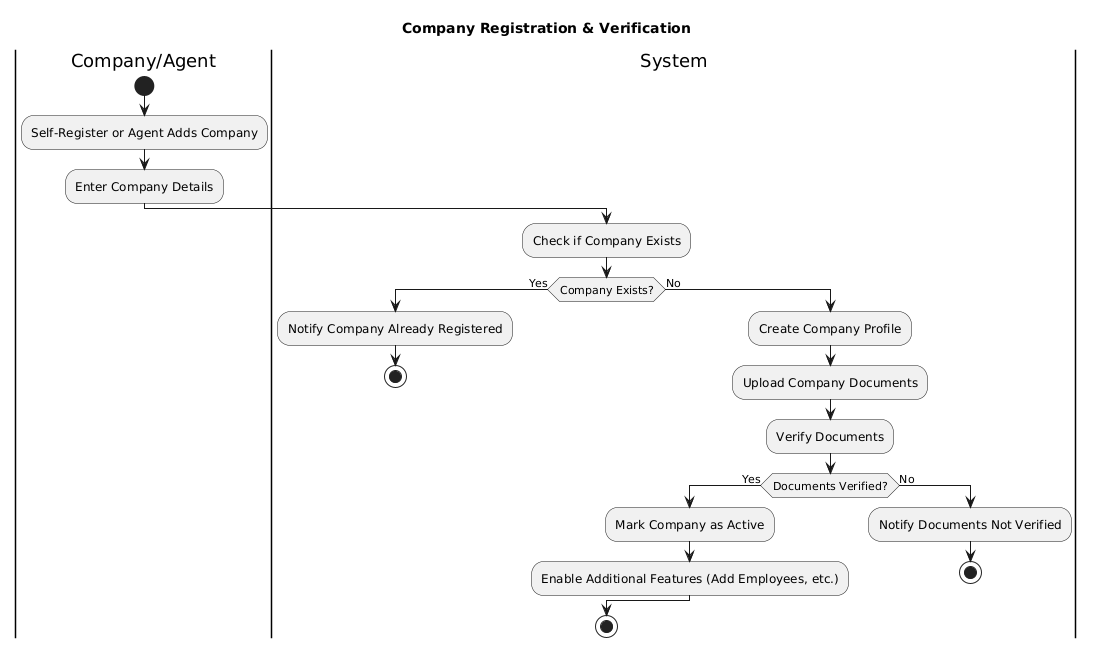 Company Registration & Verification
Company/Agent
System
Self-Register or Agent Adds Company
Enter Company Details
Check if Company Exists
Yes
Company Exists?
No
Notify Company Already Registered
Create Company Profile
Upload Company Documents
Verify Documents
Yes
Documents Verified?
No
Mark Company as Active
Notify Documents Not Verified
Enable Additional Features (Add Employees, etc.)